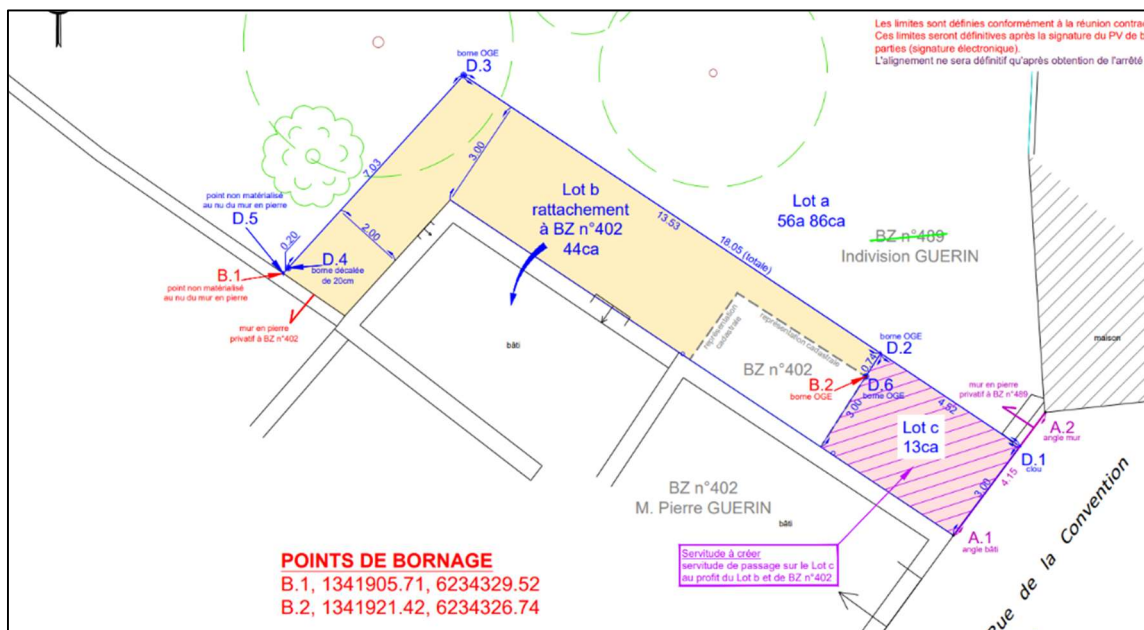 Les limites sont définies conformément à la réunion contra
Ces limites seront définitives après la signature du PV de b
parties (signature électronique).
L'alignement ne sera définitif qu'après obtention de l'arrêté
borne OGE
D.3
7.03
3.00
13.53
18.05 (totale)
Lot a
56a 86ca
BZ n°489
Indivision GUERIN
Lot b
rattachement
à BZ n°402
44ca
point non matérialisé
au nu du mur en pierre
D.5
0.20
2.00
D.4
borne décalée
de 20cm
B.1
point non matérialisé
au nu du mur en pierre
mur en pierre
privatif à BZ n°402
bâti
représentation
cadastrale
représentation cadastrale
BZ n°402
borne OGE
D.2
0.74
B.2
borne OGE
D.6
borne OGE
3.00
4.52
maison
mur en pierre
privatif à BZ n°489
A.2
angle mur
Lot c
13ca
D.1
clou
3.00
4.15
A.1
angle bâti
BZ n°402
M. Pierre GUERIN
bâti
Servitude à créer
servitude de passage sur le Lot c
au profit du Lot b et de BZ n°402
Rue de la Convention
POINTS DE BORNAGE
B.1, 1341905.71, 6234329.52
B.2, 1341921.42, 6234326.74